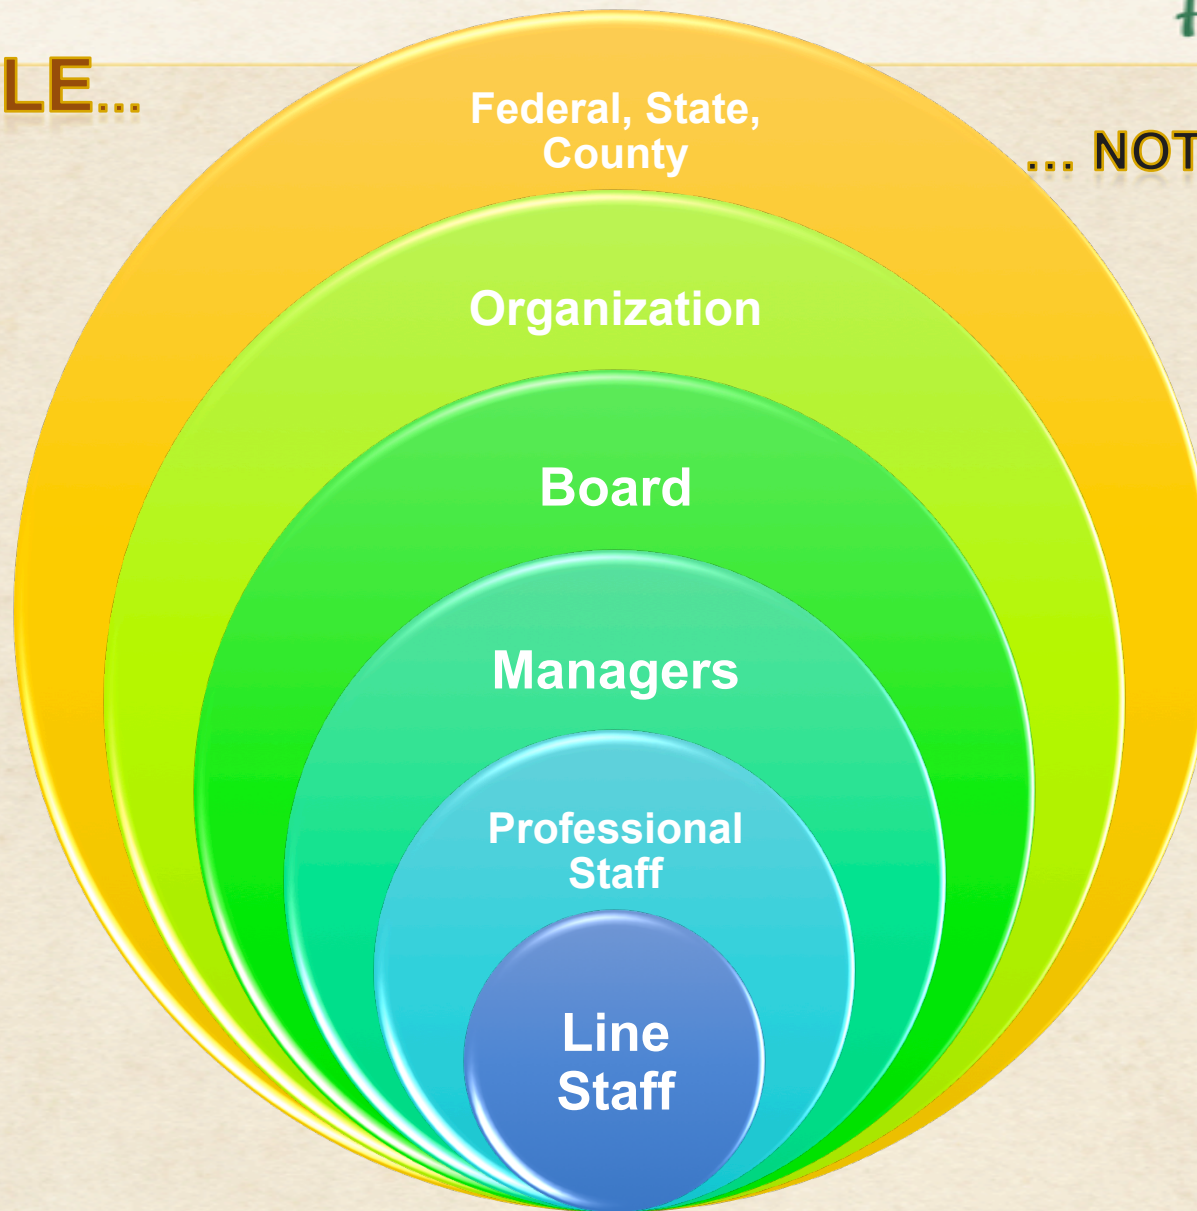 LE...
Federal, State,
County
... NOT
Organization
Board
Managers
Professional
Staff
Line
Staff